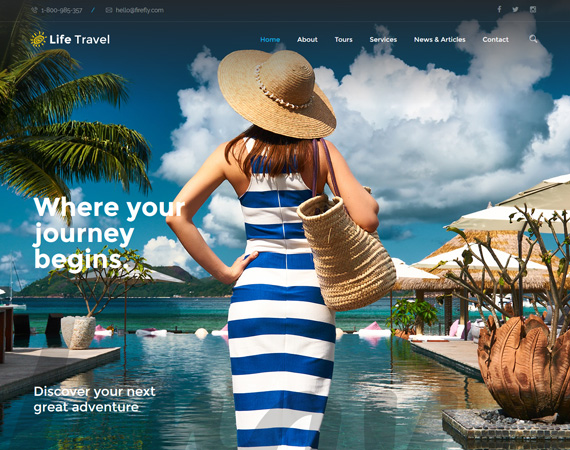 1-800-985-357 / hello@firefly.com
Life Travel
Home About Tours Services News & Articles Contact
Where your
journey
begins.
Discover your next
great adventure